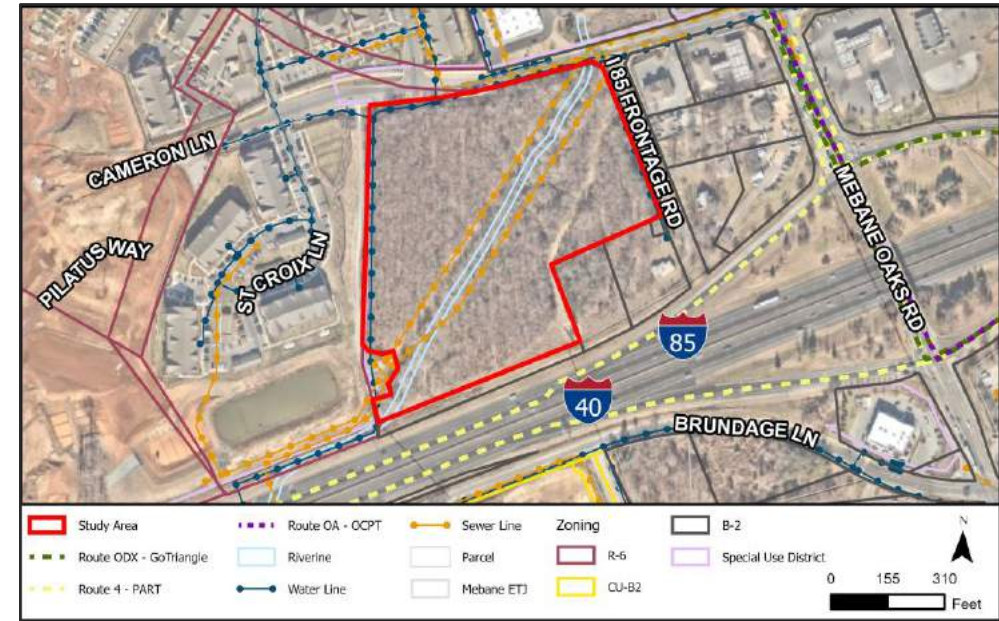 CAMERON LN
PILATUS WAY
ST CROIX LN
I 85 FRONTAGE RD
MEBANE OAKS RD
85
40
BRUNDAGE LN
Study Area
Route ODX - GoTriangle
Route 4 - PART
Route OA - OCPT
Riverine
Water Line
Sewer Line
Parcel
Mebane ETJ
Zoning
R-6
CU-B2
B-2
Special Use District
N
0 155 310
Feet